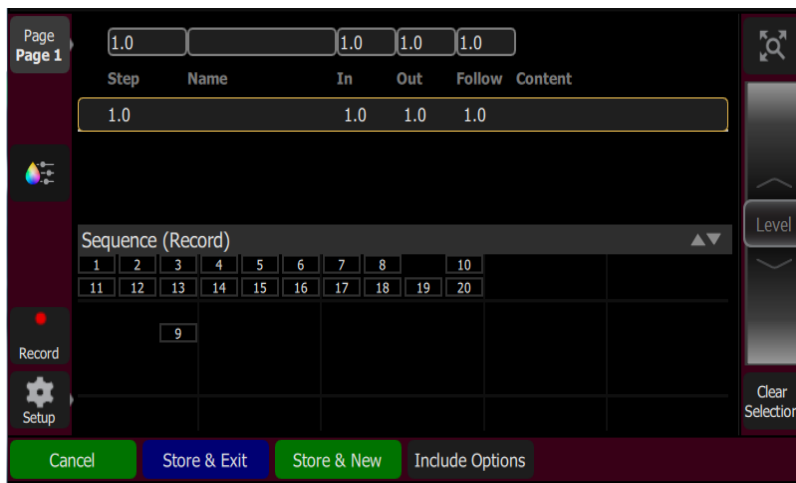 Page
Page 1
1.0 1.0 1.0 1.0
Step Name In Out Follow Content
1.0 1.0 1.0 1.0
Level
Sequence (Record)
1 2 3 4 5 6 7 8 10
11 12 13 14 15 16 17 18 19 20
9
Record
Setup
Clear
Selection
Cancel Store & Exit Store & New Include Options